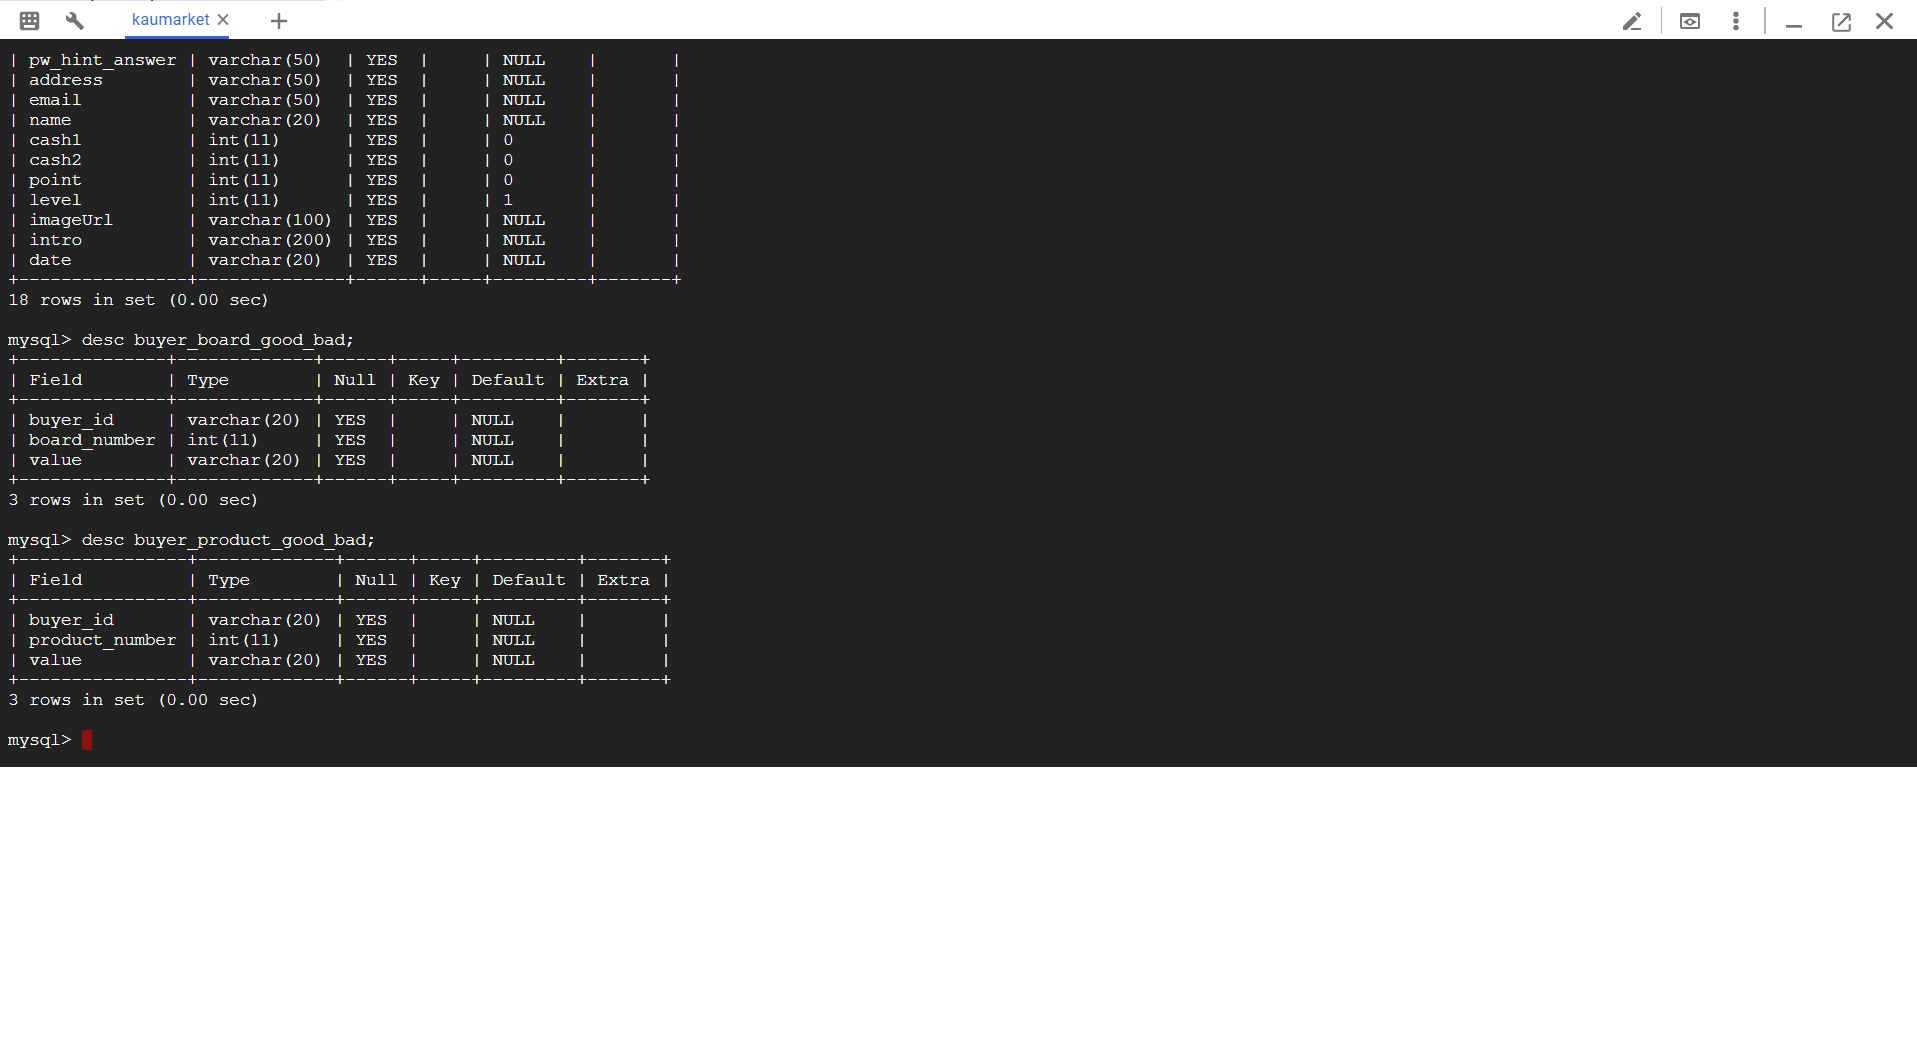 kaumarket
| pw_hint_answer | varchar(50)  | YES  |     | NULL    |       |
| address        | varchar(50)  | YES  |     | NULL    |       |
| email          | varchar(50)  | YES  |     | NULL    |       |
| name           | varchar(20)  | YES  |     | NULL    |       |
| cash1          | int(11)      | YES  |     | 0       |       |
| cash2          | int(11)      | YES  |     | 0       |       |
| point          | int(11)      | YES  |     | 0       |       |
| level          | int(11)      | YES  |     | 1       |       |
| imageUrl       | varchar(100) | YES  |     | NULL    |       |
| intro          | varchar(200) | YES  |     | NULL    |       |
| date           | varchar(20)  | YES  |     | NULL    |       |
+----------------+--------------+------+-----+---------+-------+
18 rows in set (0.00 sec)
mysql> desc buyer_board_good_bad;
+--------------+-------------+------+-----+---------+-------+
| Field        | Type        | Null | Key | Default | Extra |
+--------------+-------------+------+-----+---------+-------+
| buyer_id     | varchar(20) | YES  |     | NULL    |       |
| board_number | int(11)     | YES  |     | NULL    |       |
| value        | varchar(20) | YES  |     | NULL    |       |
+--------------+-------------+------+-----+---------+-------+
3 rows in set (0.00 sec)
mysql> desc buyer_product_good_bad;
+----------------+-------------+------+-----+---------+-------+
| Field          | Type        | Null | Key | Default | Extra |
+----------------+-------------+------+-----+---------+-------+
| buyer_id       | varchar(20) | YES  |     | NULL    |       |
| product_number | int(11)     | YES  |     | NULL    |       |
| value          | varchar(20) | YES  |     | NULL    |       |
+----------------+-------------+------+-----+---------+-------+
3 rows in set (0.00 sec)
mysql>